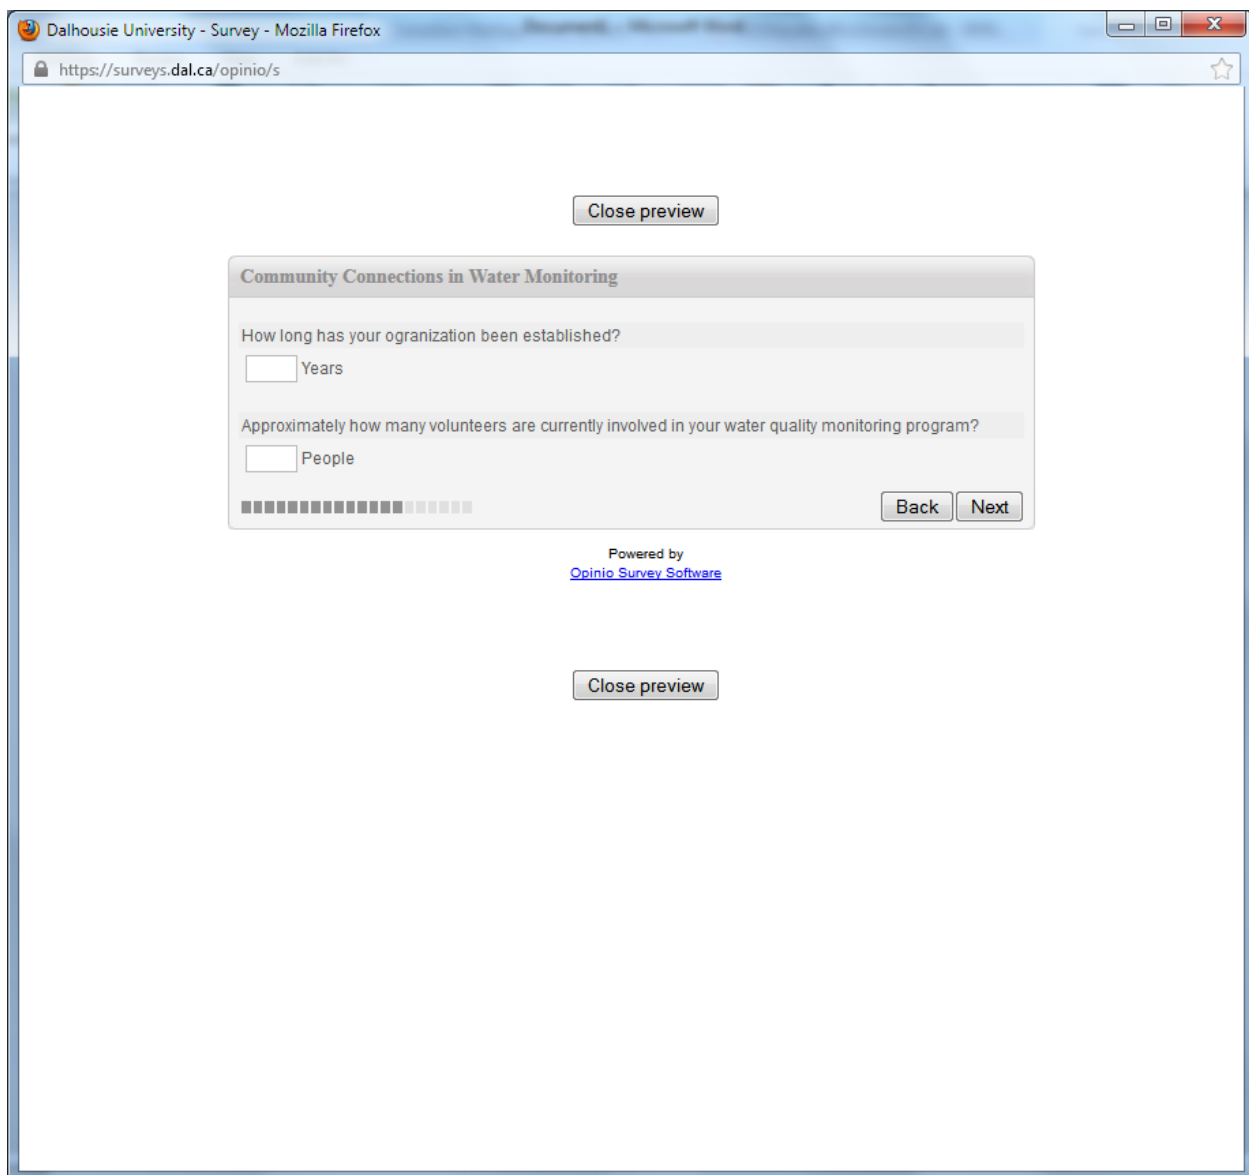 Dalhousie University - Survey - Mozilla Firefox
https://surveys.dal.ca/opinio/s
Close preview
Community Connections in Water Monitoring
How long has your ogranization been established?
Years
Approximately how many volunteers are currently involved in your water quality monitoring program?
People
Back Next
Powered by
Opinio Survey Software
Close preview